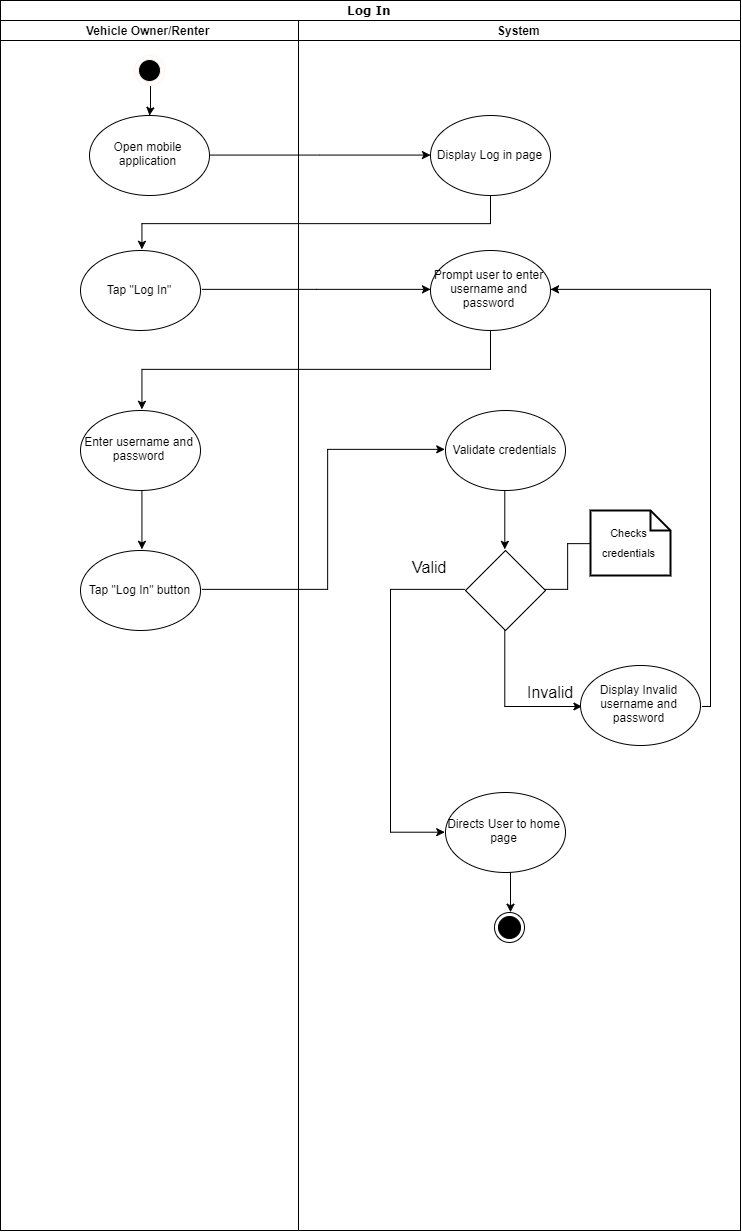 Log In
Vehicle Owner/Renter
System
Open mobile
application
Display Log in page
Tap "Log In"
Prompt user to enter
username and
password
Enter username and
password
Validate credentials
Checks
credentials
Valid
Tap "Log In" button
Invalid
Display Invalid
username and
password
Directs User to home
page